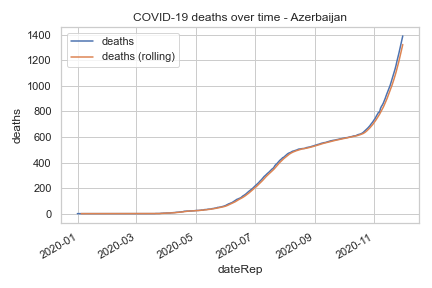 COVID-19 deaths over time - Azerbaijan
deaths
deaths (rolling)
1400
1200
1000
800
600
400
200
0
deaths
2020-01
2020-03
2020-05
2020-07
2020-09
2020-11
dateRep